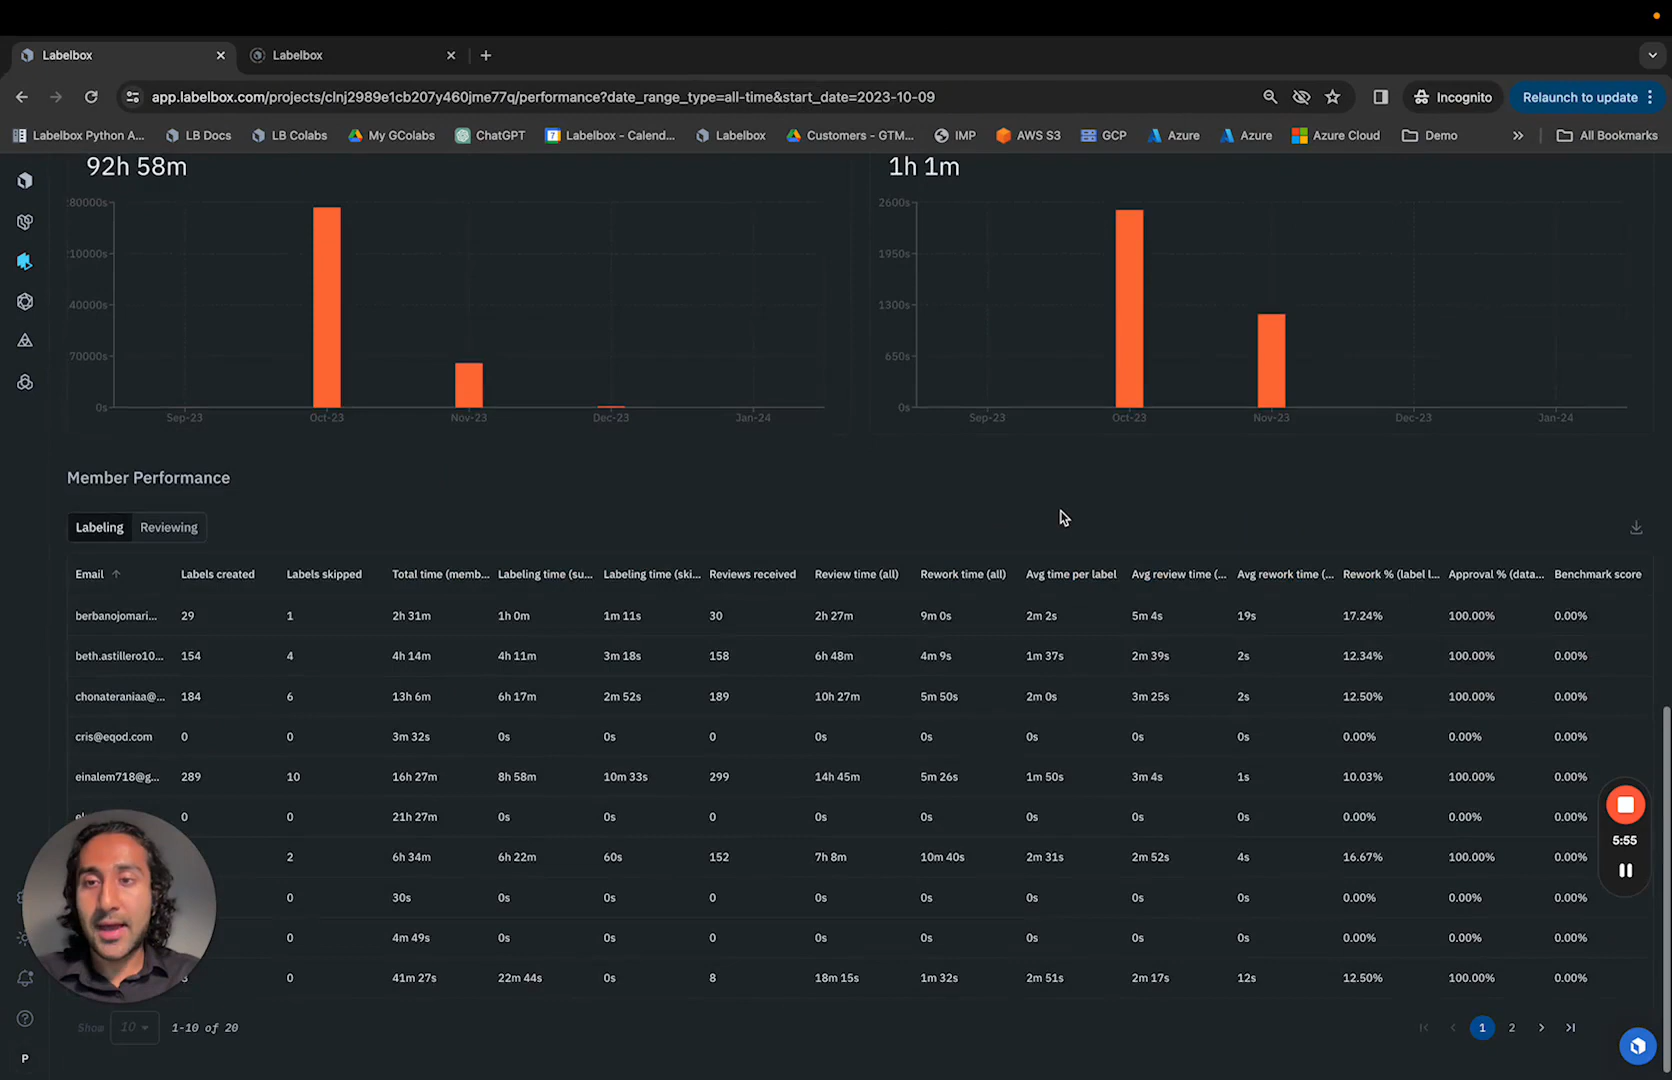 Labelbox
Labelbox
app.labelbox.com/projects/clnj2989e1cb207y460jme77q/performance?date_range_type=all-time&start_date=2023-10-09
Incognito
Relaunch to update
Labelbox Python A...
LB Docs
LB Colabs
My GColabs
ChatGPT
Labelbox - Calend...
Labelbox
Customers - GTM...
IMP
AWS S3
GCP
Azure
Azure
Azure Cloud
Demo
All Bookmarks
92h 58m
80000s
10000s
40000s
70000s
0s
Sep-23 Oct-23 Nov-23 Dec-23 Jan-24
1h 1m
2600s
1950s
1300s
650s
0s
Sep-23 Oct-23 Nov-23 Dec-23 Jan-24
Member Performance
Labeling Reviewing
Email Labels created Labels skipped Total time (memb... Labeling time (su... Labeling time (ski... Reviews received Review time (all) Rework time (all) Avg time per label Avg review time (... Avg rework time (... Rework % (label l... Approval % (data... Benchmark score
berbanojomari... 29 1 2h 31m 1h 0m 1m 11s 30 2h 27m 9m 0s 2m 2s 5m 4s 19s 17.24% 100.00% 0.00%
beth.astillero10... 154 4 4h 14m 4h 11m 3m 18s 158 6h 48m 4m 9s 1m 37s 2m 39s 2s 12.34% 100.00% 0.00%
chonateraniaa@... 184 6 13h 6m 6h 17m 2m 52s 189 10h 27m 5m 50s 2m 0s 3m 25s 2s 12.50% 100.00% 0.00%
cris@eqod.com 0 0 3m 32s 0s 0s 0 0s 0s 0s 0s 0s 0.00% 0.00% 0.00%
einalem718@g... 289 10 16h 27m 8h 58m 10m 33s 299 14h 45m 5m 26s 1m 50s 3m 4s 1s 10.03% 100.00% 0.00%
0 0 21h 27m 0s 0s 0 0s 0s 0s 0s 0s 0.00% 0.00% 0.00%
2 6h 34m 6h 22m 60s 152 7h 8m 10m 40s 2m 31s 2m 52s 4s 16.67% 100.00% 0.00%
0 30s 0s 0s 0 0s 0s 0s 0s 0s 0.00% 0.00% 0.00%
0 4m 49s 0s 0s 0 0s 0s 0s 0s 0s 0.00% 0.00% 0.00%
0 41m 27s 22m 44s 0s 8 18m 15s 1m 32s 2m 51s 2m 17s 12s 12.50% 100.00% 0.00%
5:55
Show 10 1-10 of 20
1 2
P